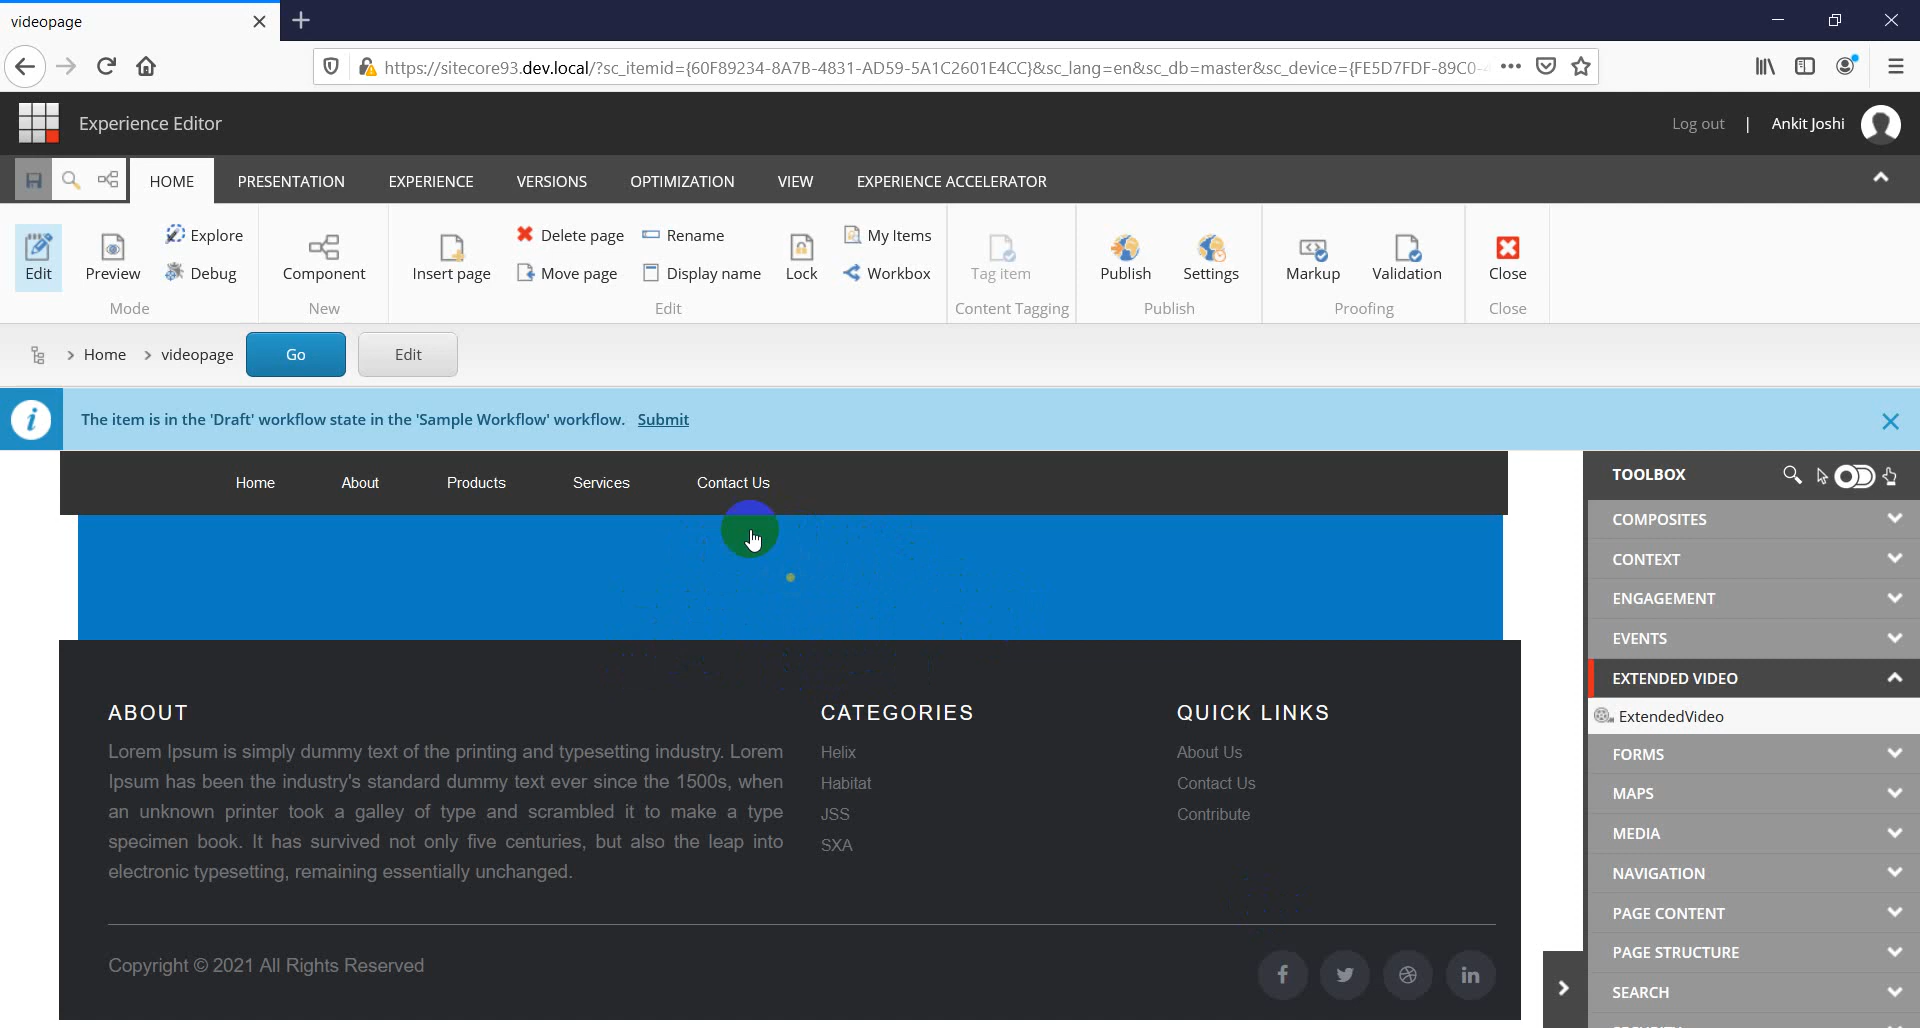 videopage
https://sitecore93.dev.local/?sc_itemid={60F89234-8A7B-4831-AD59-5A1C2601E4CC}&sc_lang=en&sc_db=master&sc_device={FE5D7FDF-89C0-
Experience Editor
Log out | Ankit Joshi
HOME PRESENTATION EXPERIENCE VERSIONS OPTIMIZATION VIEW EXPERIENCE ACCELERATOR
Explore Delete page Rename My Items
Edit Preview Debug Component Insert page Move page Display name Lock Workbox Tag item Publish Settings Markup Validation Close
Mode New Edit Content Tagging Publish Proofing Close
Home > videopage Go Edit
The item is in the 'Draft' workflow state in the 'Sample Workflow' workflow. Submit
Home About Products Services Contact Us
ABOUT
Lorem Ipsum is simply dummy text of the printing and typesetting industry. Lorem
Ipsum has been the industry's standard dummy text ever since the 1500s, when
an unknown printer took a galley of type and scrambled it to make a type
specimen book. It has survived not only five centuries, but also the leap into
electronic typesetting, remaining essentially unchanged.
CATEGORIES
Helix
Habitat
JSS
SXA
QUICK LINKS
About Us
Contact Us
Contribute
Copyright © 2021 All Rights Reserved
TOOLBOX
COMPOSITES
CONTEXT
ENGAGEMENT
EVENTS
EXTENDED VIDEO
ExtendedVideo
FORMS
MAPS
MEDIA
NAVIGATION
PAGE CONTENT
PAGE STRUCTURE
SEARCH